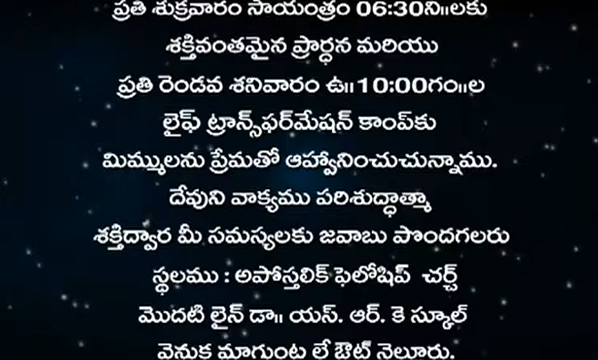 ప్రతి శుక్రవారం సాయంత్రం 06:30ని॥లకు
శక్తివంతమైన ప్రార్ధన మరియు
ప్రతి రెండవ శనివారం ఉ॥10:00గం॥ల
లైఫ్ ట్రాన్స్‌ఫర్‌మేషన్ కాంప్‌కు
మిమ్ములను ప్రేమతో ఆహ్వానించుచున్నాము.
దేవుని వాక్యము పరిశుద్ధాత్మా
శక్తిద్వార మీ సమస్యలకు జవాబు పొందగలరు
స్థలము : అపోస్తలిక్ ఫెలోషిప్ చర్చ్
మొదటి లైన్ డా॥ యస్. ఆర్. కె స్కూల్
వెనుక మాగుంట లే ఔట్ నెల్లూరు.